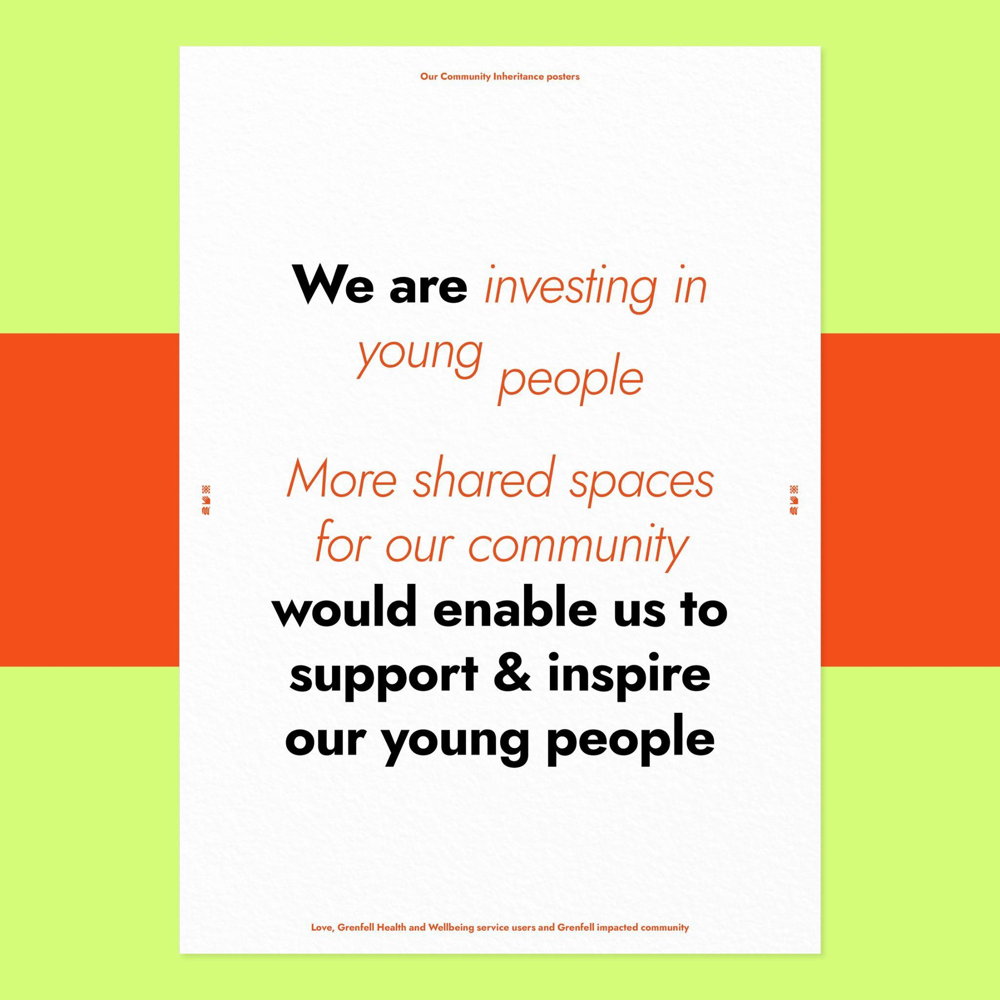 Our Community Inheritance posters
We are investing in
young people
More shared spaces
for our community
would enable us to
support & inspire
our young people
Love, Grenfell Health and Wellbeing service users and Grenfell impacted community